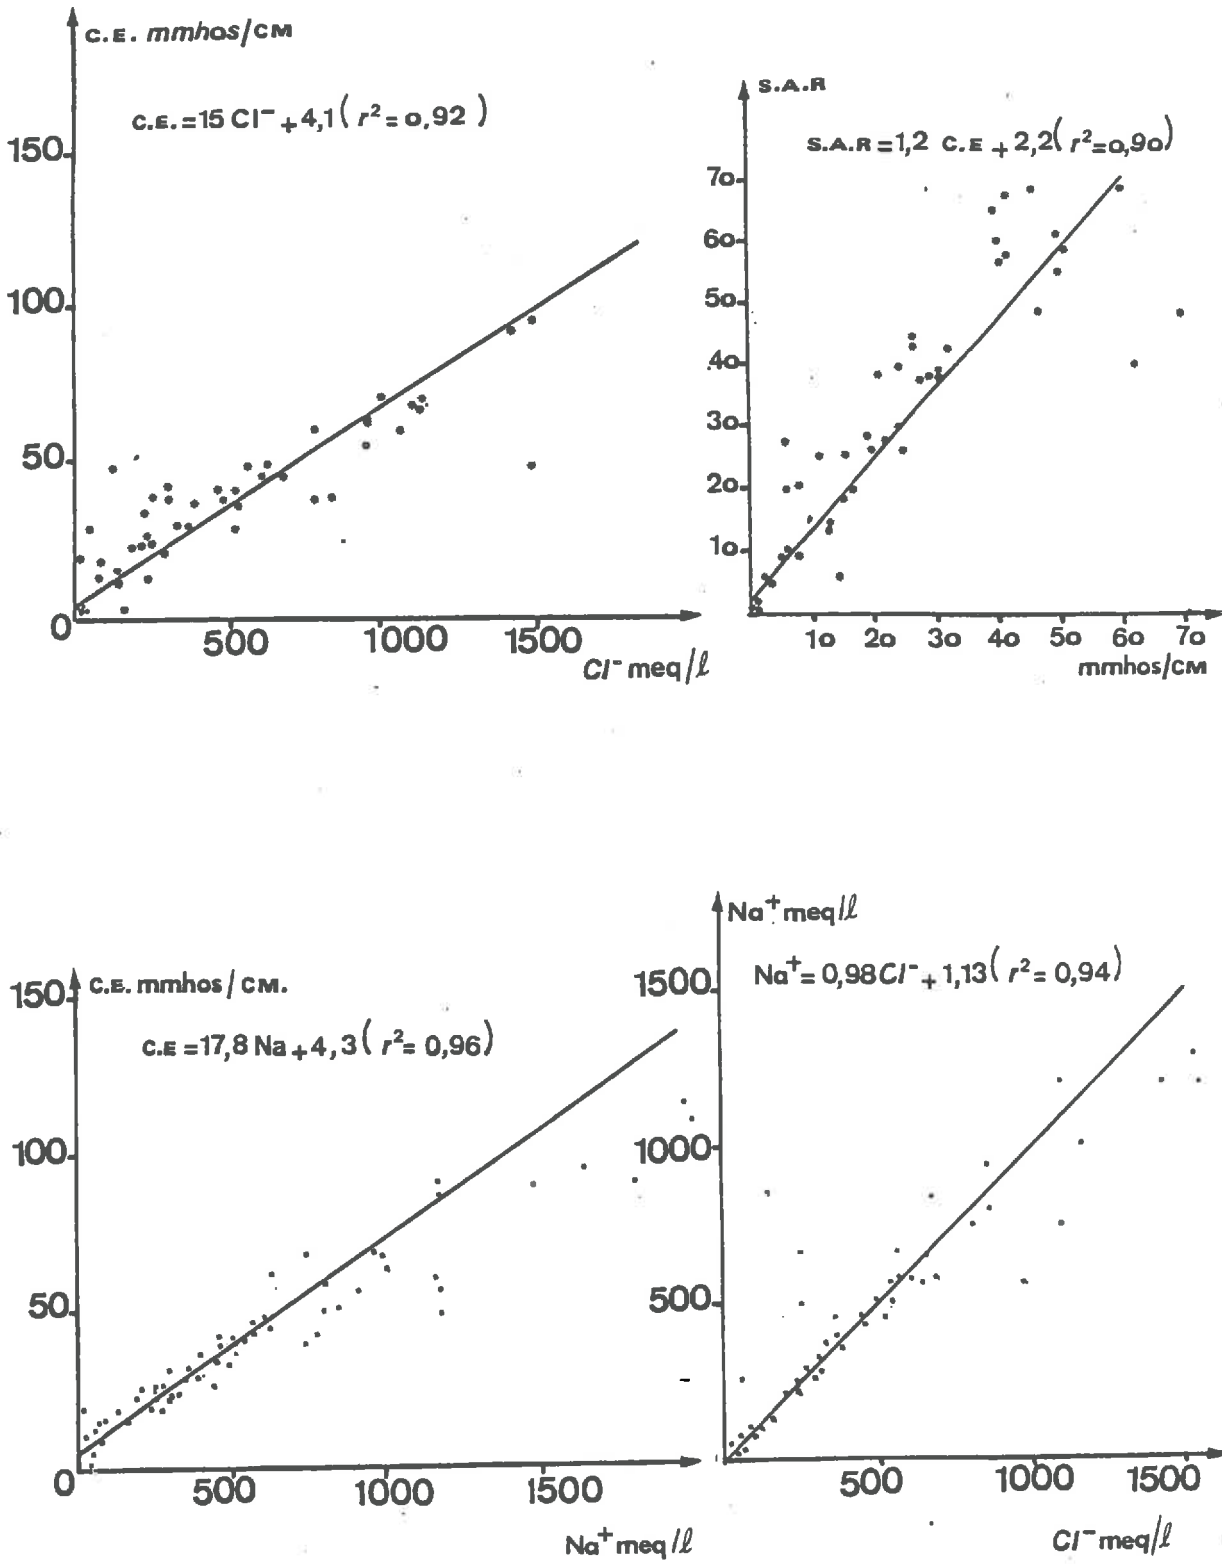 C.E. mmhos/CM
C.E.=15 Cl⁻+4,1(r²=0,92)
150
100
50
0
500
1000
1500
Cl⁻ meq/l
S.A.R
S.A.R=1,2 C.E+2,2(r²=0,90)
70
60
50
40
30
20
10
10
20
30
40
50
60
70
mmhos/CM
C.E. mmhos/CM.
C.E=17,8 Na+4,3(r²=0,96)
150
100
50
0
500
1000
1500
Na⁺meq/l
Na⁺meq/l
Na⁺=0,98Cl⁻+1,13(r²=0,94)
1500
1000
500
500
1000
1500
Cl⁻meq/l